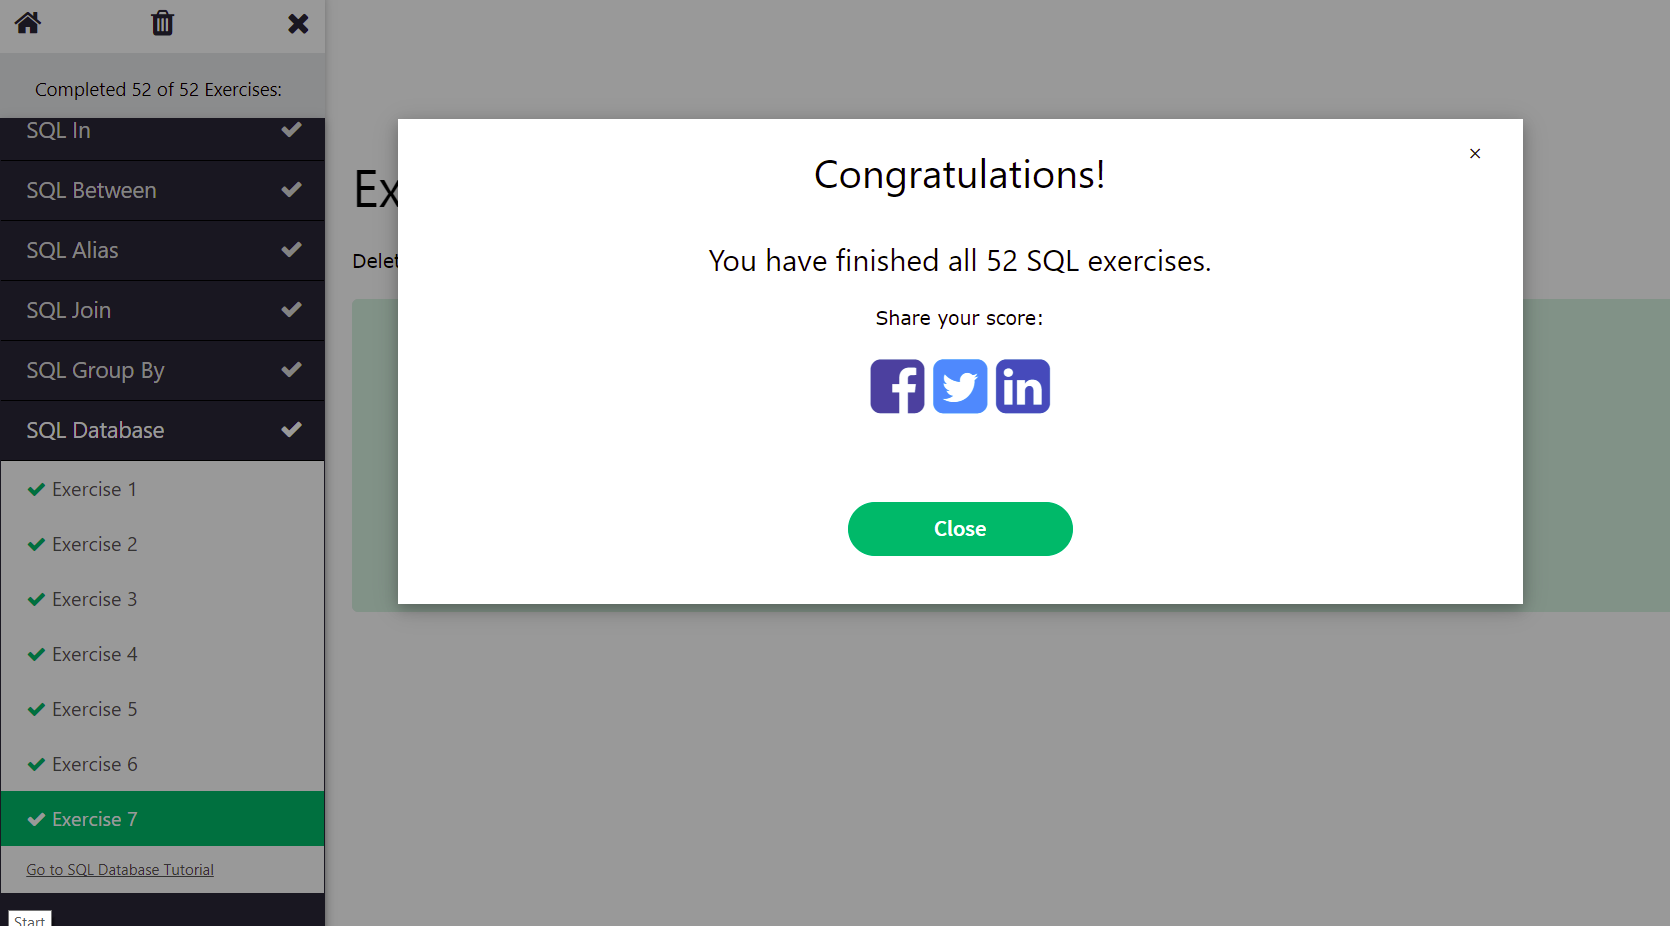 Completed 52 of 52 Exercises:
SQL In
SQL Between
SQL Alias
SQL Join
SQL Group By
SQL Database
Exercise 1
Exercise 2
Exercise 3
Exercise 4
Exercise 5
Exercise 6
Exercise 7
Go to SQL Database Tutorial
Start
Ex
Delet
×
Congratulations!
You have finished all 52 SQL exercises.
Share your score:
Close